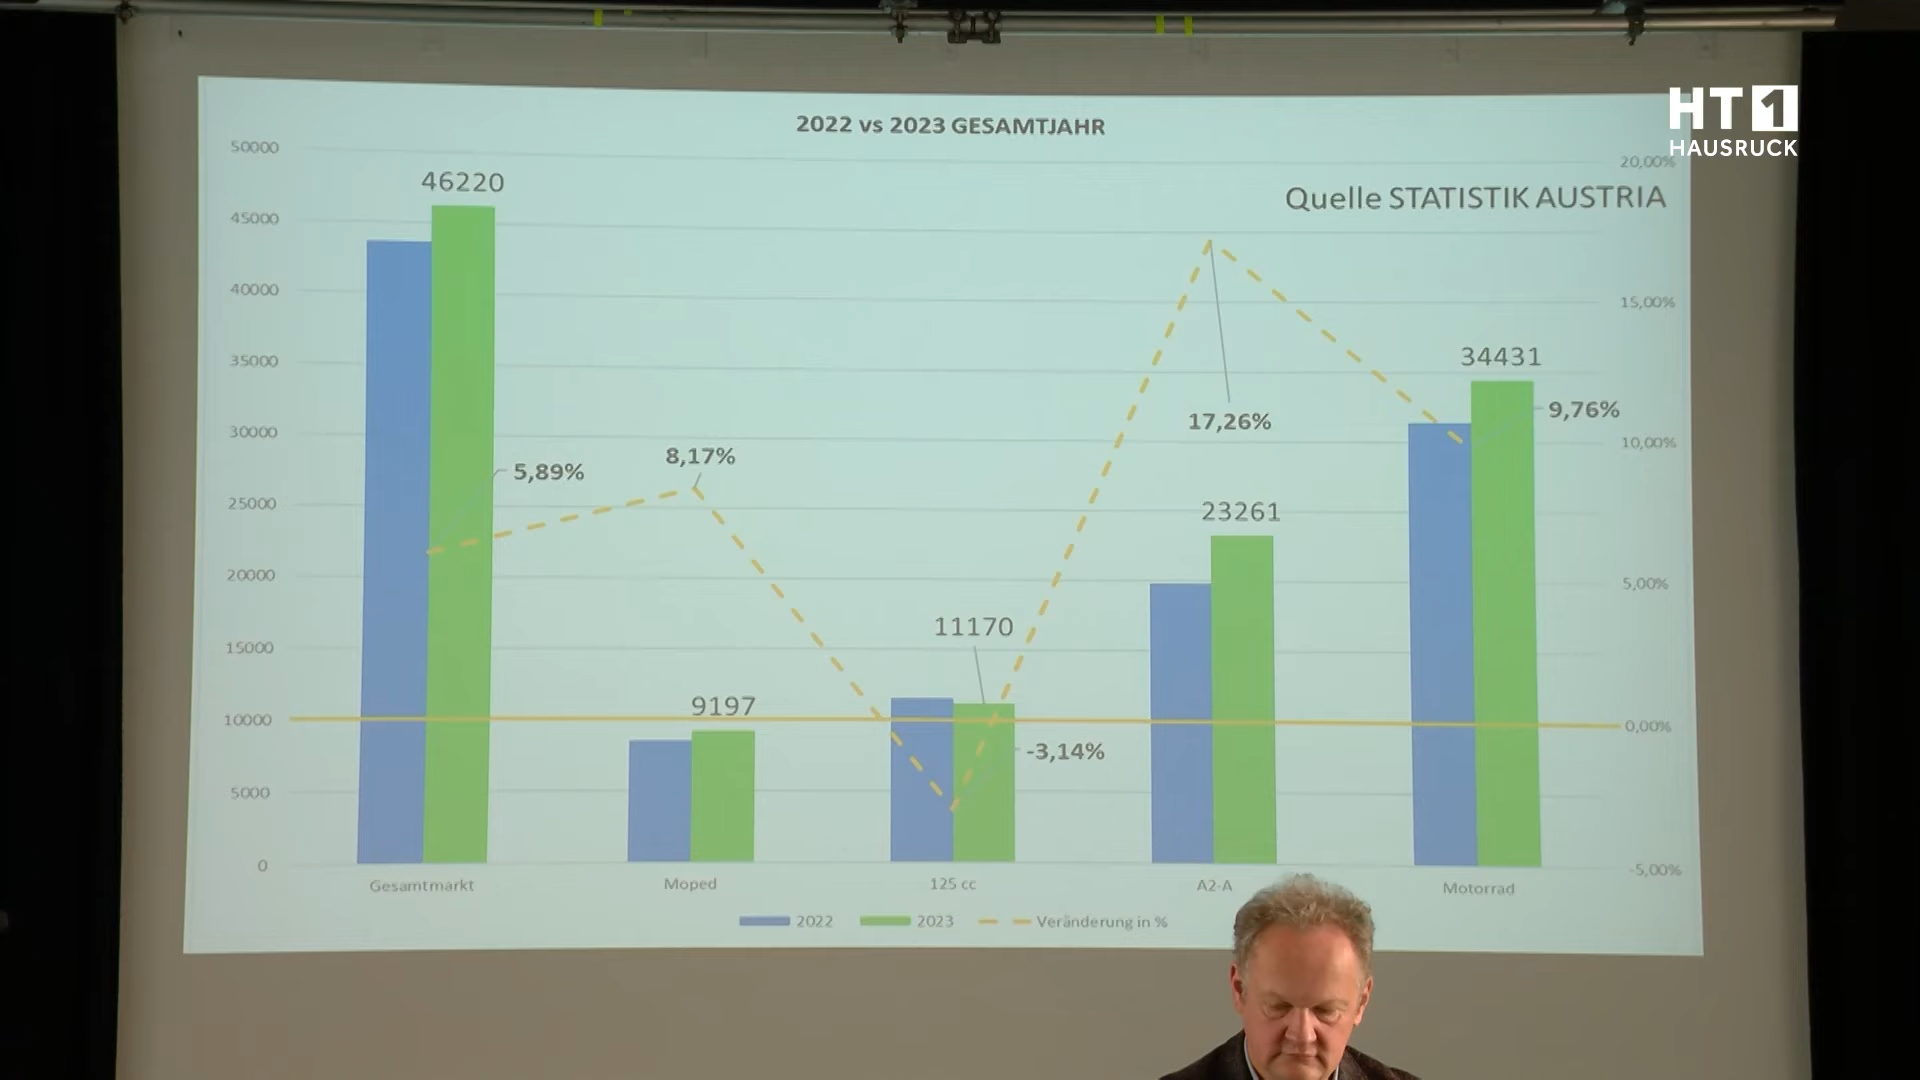 HT1
HAUSRUCK
2022 vs 2023 GESAMTJAHR
Quelle STATISTIK AUSTRIA
50000
45000
40000
35000
30000
25000
20000
15000
10000
5000
0
20,00%
15,00%
10,00%
5,00%
0,00%
-5,00%
46220
5,89%
9197
8,17%
11170
-3,14%
23261
17,26%
34431
9,76%
Gesamtmarkt
Moped
125 cc
A2-A
Motorrad
2022
2023
Veränderung in %